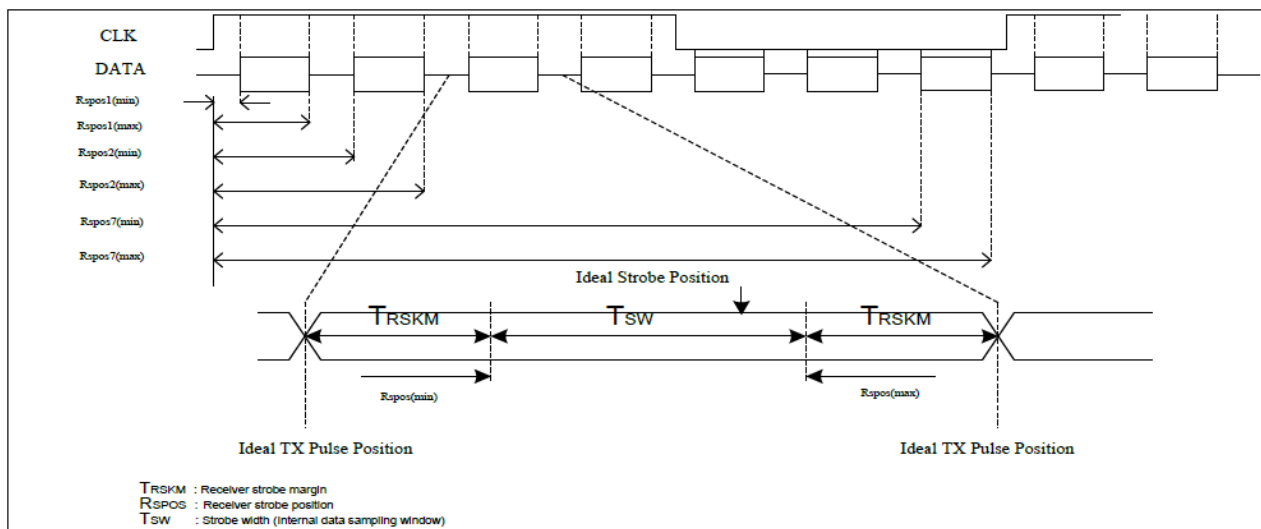 CLK
DATA
Rspos1(min)
Rspos1(max)
Rspos2(min)
Rspos2(max)
Rspos7(min)
Rspos7(max)
Ideal Strobe Position
TRSKM
TSW
TRSKM
Rspos(min)
Rspos(max)
Ideal TX Pulse Position
Ideal TX Pulse Position
TRSKM : Receiver strobe margin
RSPOS : Receiver strobe position
TSW : Strobe width (Internal data sampling window)